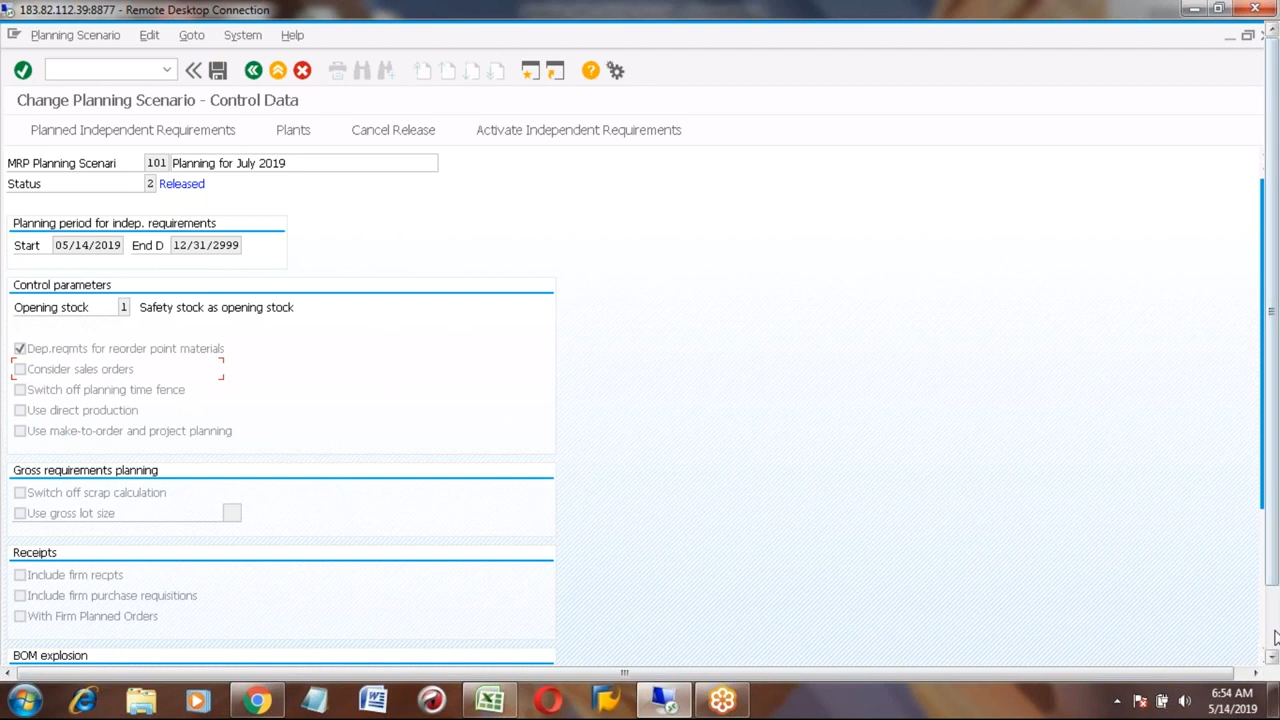 183.82.112.39:8877 - Remote Desktop Connection
Planning Scenario Edit Goto System Help
Change Planning Scenario - Control Data
Planned Independent Requirements Plants Cancel Release Activate Independent Requirements
MRP Planning Scenari 101 Planning for July 2019
Status 2 Released
Planning period for indep. requirements
Start 05/14/2019 End D 12/31/2999
Control parameters
Opening stock 1 Safety stock as opening stock
Dep.reqmts for reorder point materials
Consider sales orders
Switch off planning time fence
Use direct production
Use make-to-order and project planning
Gross requirements planning
Switch off scrap calculation
Use gross lot size
Receipts
Include firm recpts
Include firm purchase requisitions
With Firm Planned Orders
BOM explosion
6:54 AM
5/14/2019